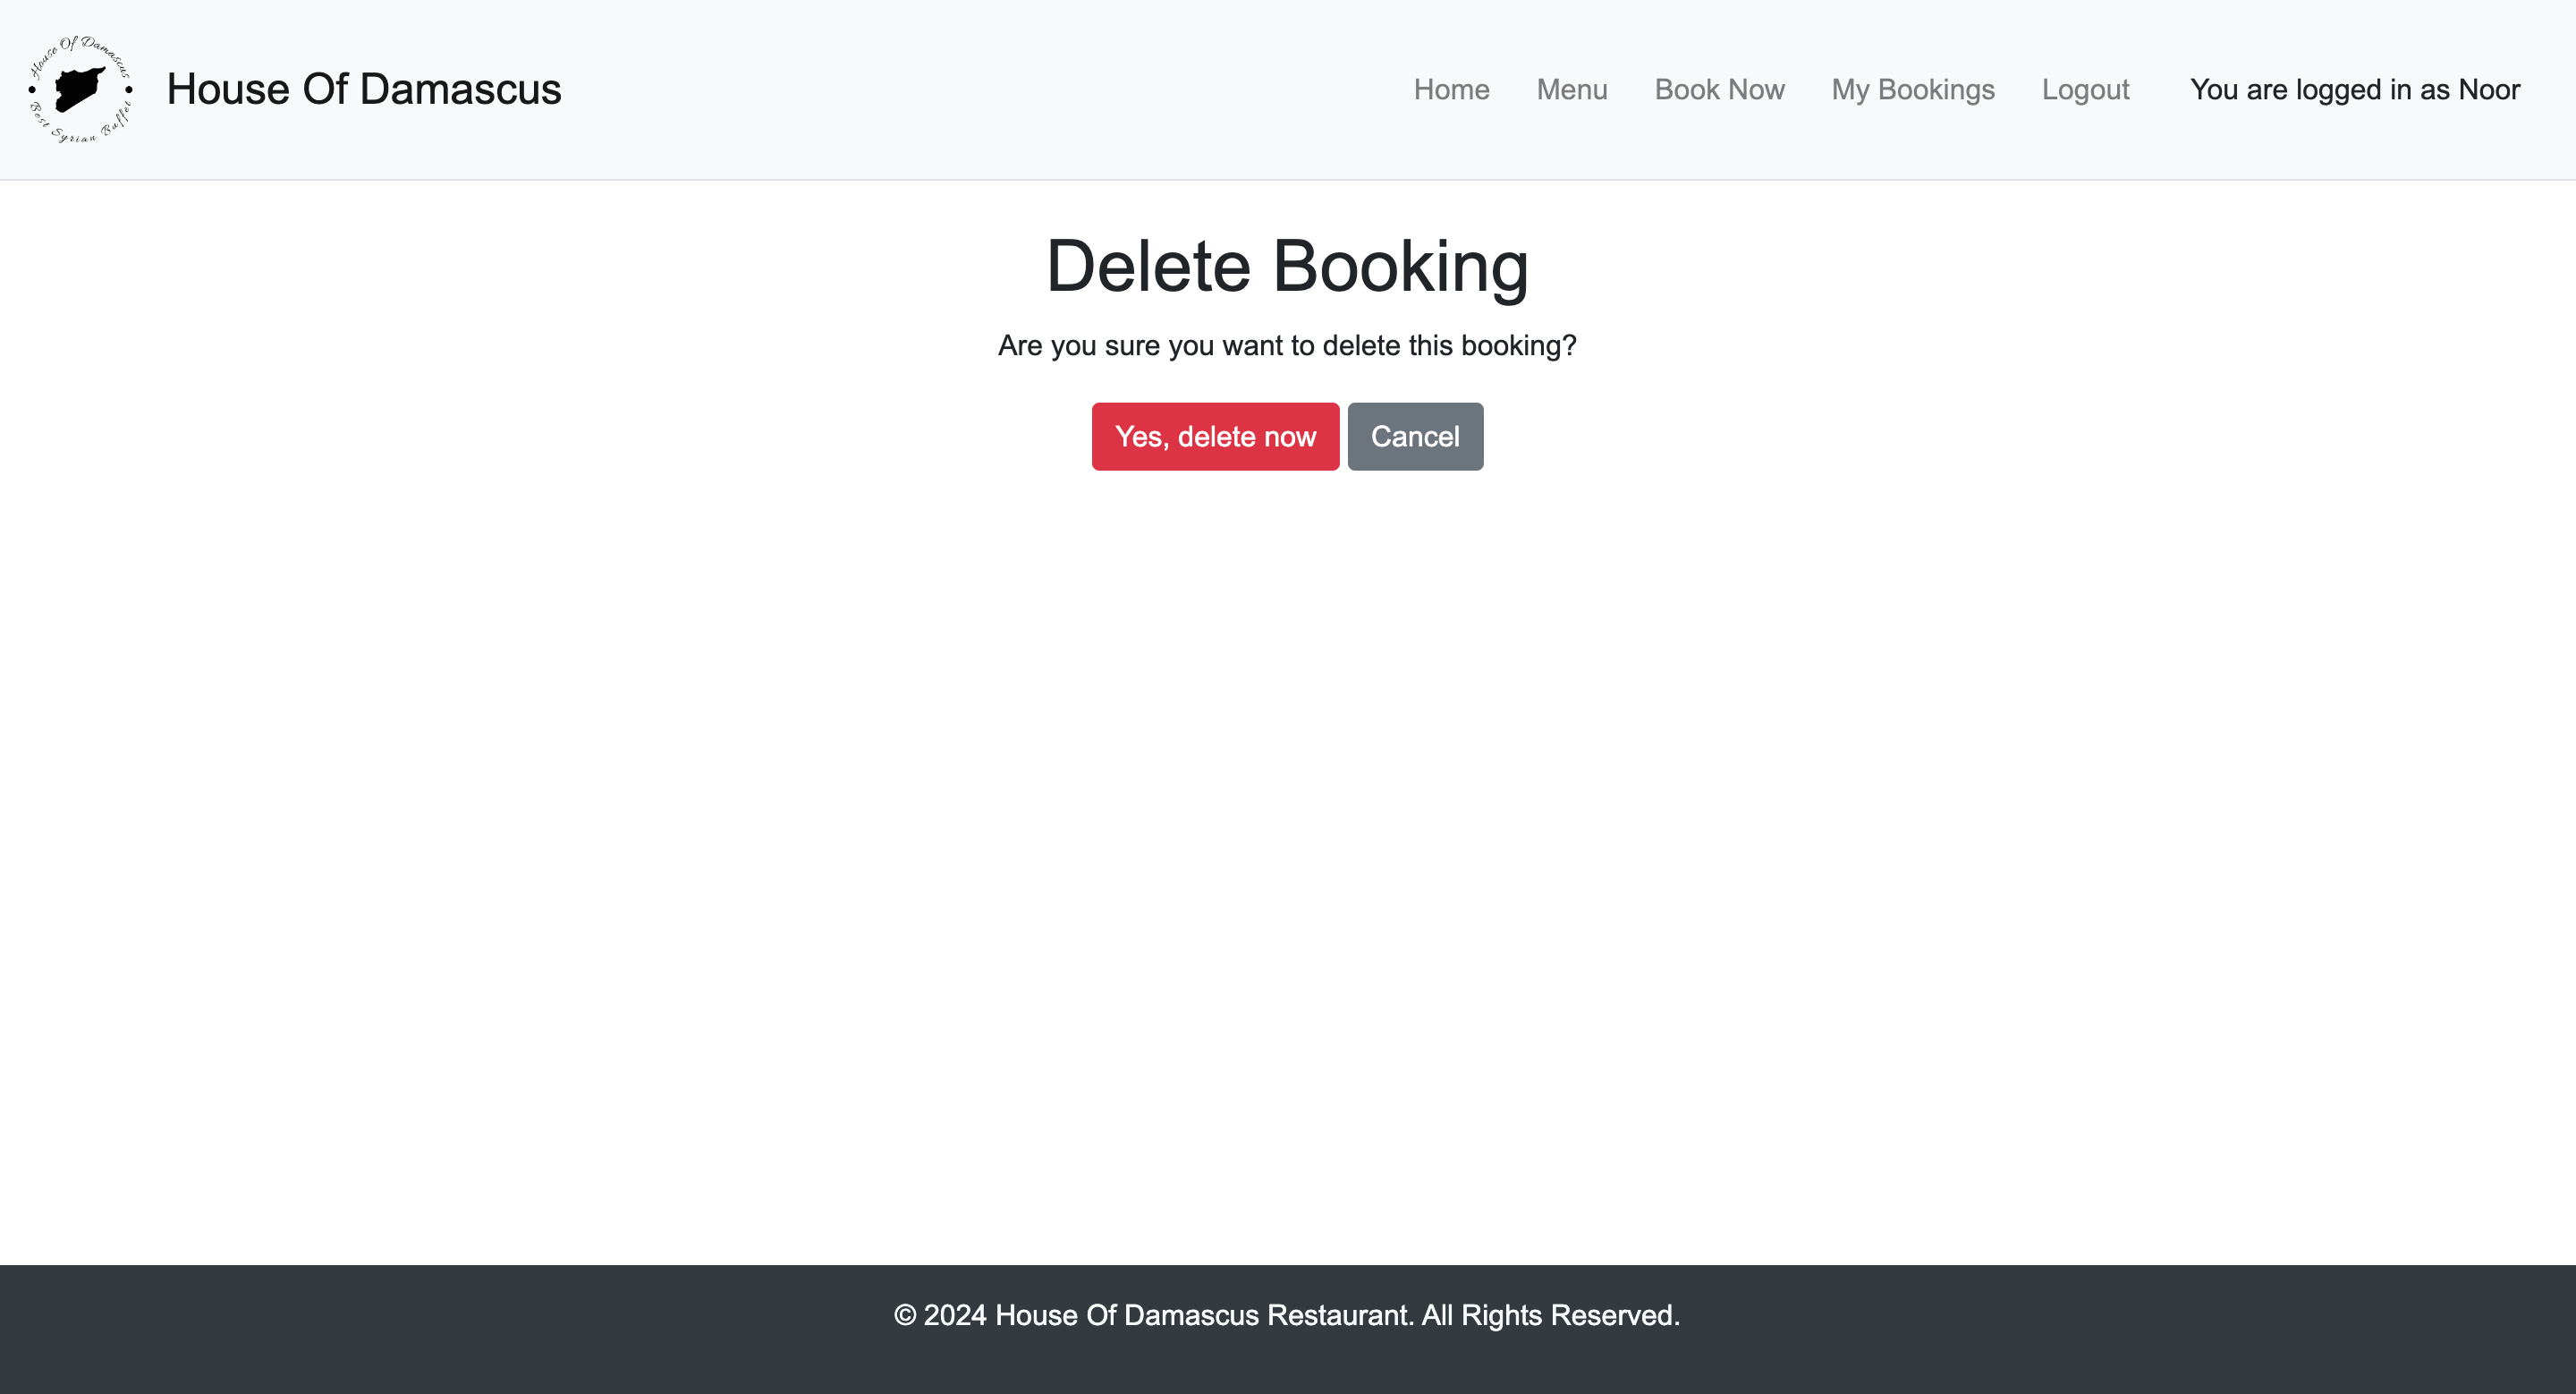 House Of Damascus
Best Syrian Buffet
House Of Damascus
Home Menu Book Now My Bookings Logout You are logged in as Noor
Delete Booking
Are you sure you want to delete this booking?
Yes, delete now Cancel
© 2024 House Of Damascus Restaurant. All Rights Reserved.